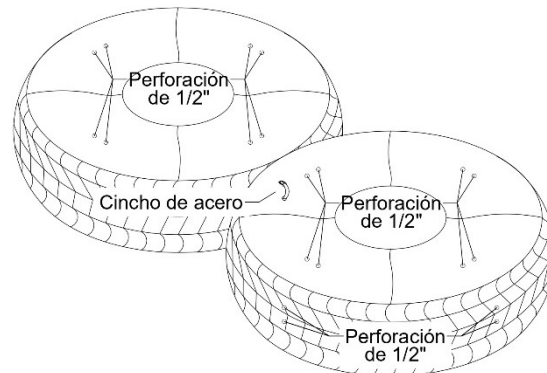 Perforación
de 1/2"
Cincho de acero
Perforación
de 1/2"
Perforación
de 1/2"